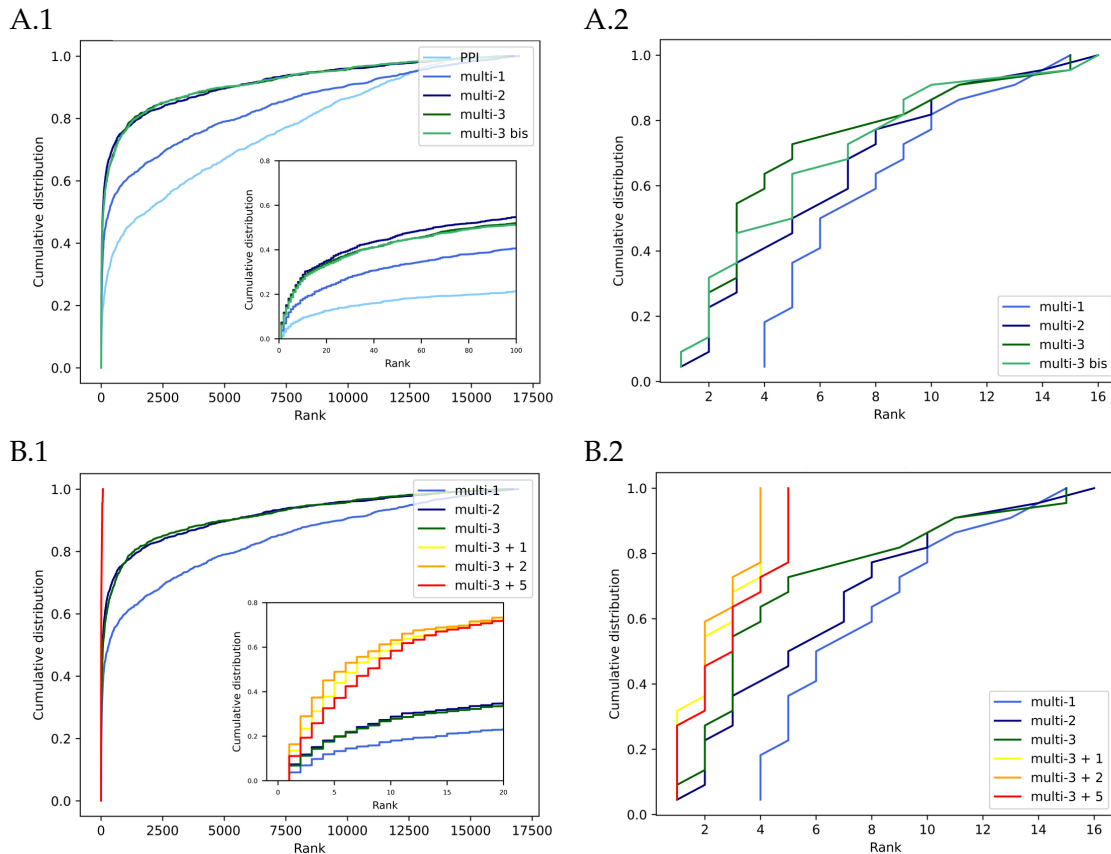 A.1
1.0
0.8
0.6
0.4
0.2
0.0
Cumulative distribution
0
2500
5000
7500
10000
12500
15000
17500
Rank
PPI
multi-1
multi-2
multi-3
multi-3 bis
0.8
0.6
0.4
0.2
0.0
Cumulative distribution
0
20
40
60
80
100
Rank
A.2
1.0
0.8
0.6
0.4
0.2
0.0
Cumulative distribution
2
4
6
8
10
12
14
16
Rank
multi-1
multi-2
multi-3
multi-3 bis
B.1
1.0
0.8
0.6
0.4
0.2
0.0
Cumulative distribution
0
2500
5000
7500
10000
12500
15000
17500
Rank
multi-1
multi-2
multi-3
multi-3 + 1
multi-3 + 2
multi-3 + 5
0.8
0.6
0.4
0.2
0.0
Cumulative distribution
0
5
10
15
20
Rank
B.2
1.0
0.8
0.6
0.4
0.2
0.0
Cumulative distribution
2
4
6
8
10
12
14
16
Rank
multi-1
multi-2
multi-3
multi-3 + 1
multi-3 + 2
multi-3 + 5